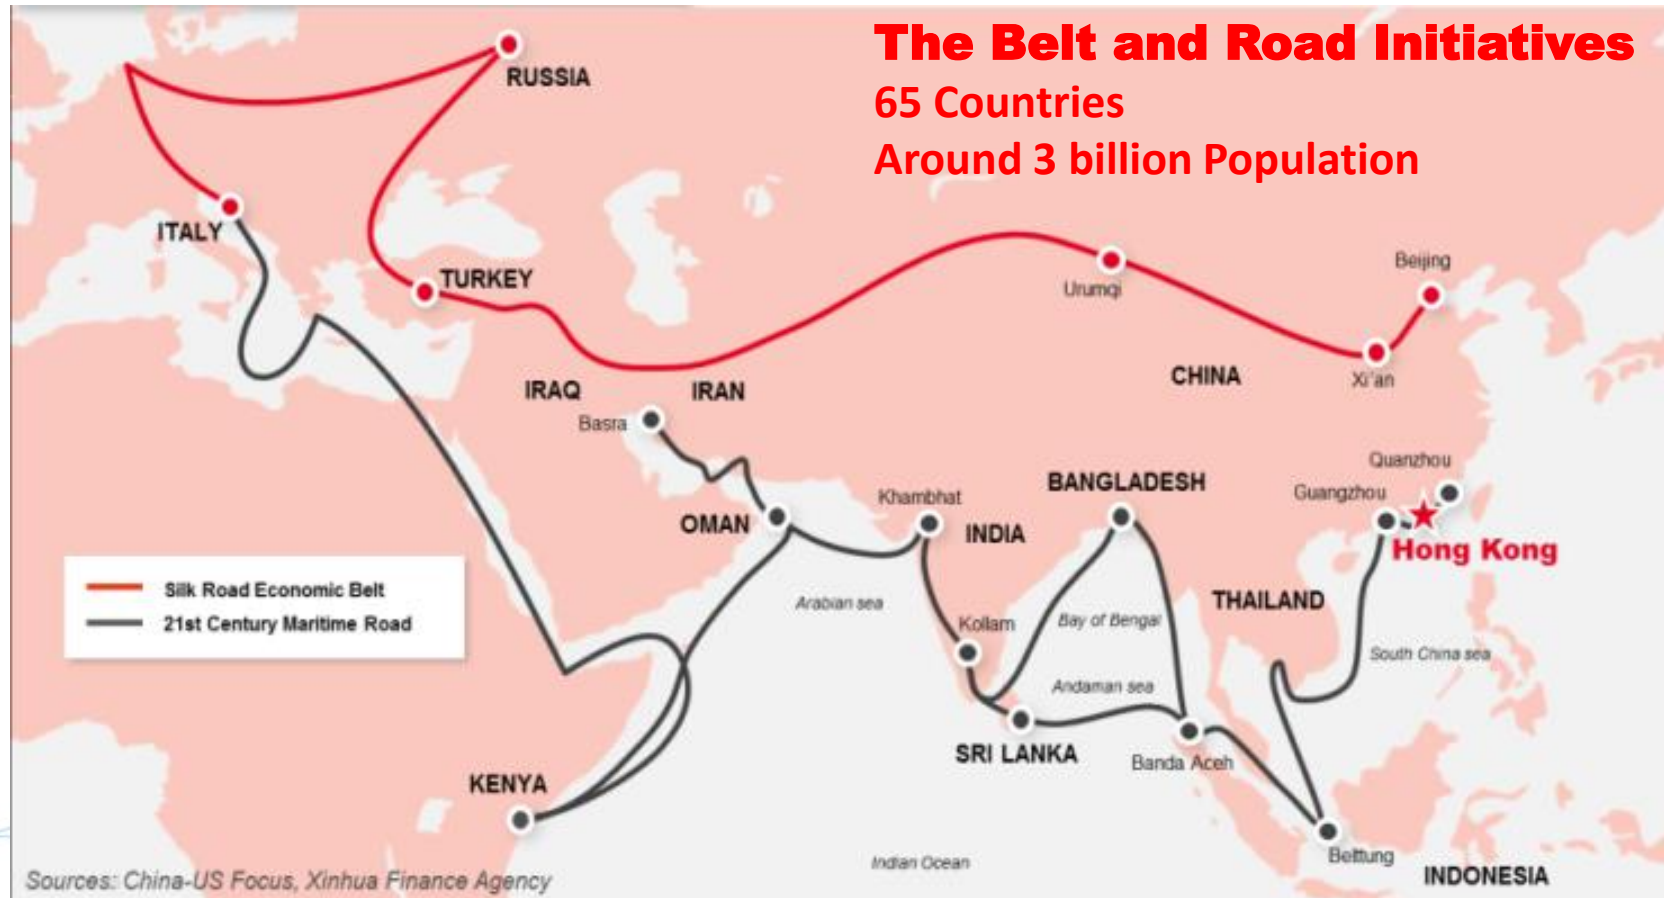 The Belt and Road Initiatives
65 Countries
Around 3 billion Population
RUSSIA
ITALY
TURKEY
Urumqi
Beijing
Xi'an
CHINA
IRAQ
IRAN
Basra
Quanzhou
Guangzhou
Hong Kong
BANGLADESH
Khambhat
OMAN
INDIA
Silk Road Economic Belt
21st Century Maritime Road
Arabian sea
THAILAND
Kollam
Bay of Bengal
South China sea
Andaman sea
SRI LANKA
Banda Aceh
KENYA
Belttung
Indian Ocean
INDONESIA
Sources: China-US Focus, Xinhua Finance Agency